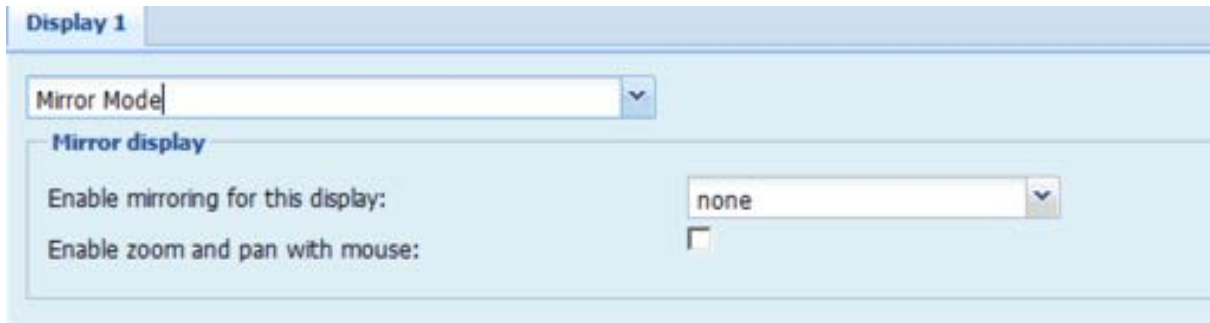 Display 1
Mirror Mode
Mirror display
Enable mirroring for this display:
none
Enable zoom and pan with mouse: